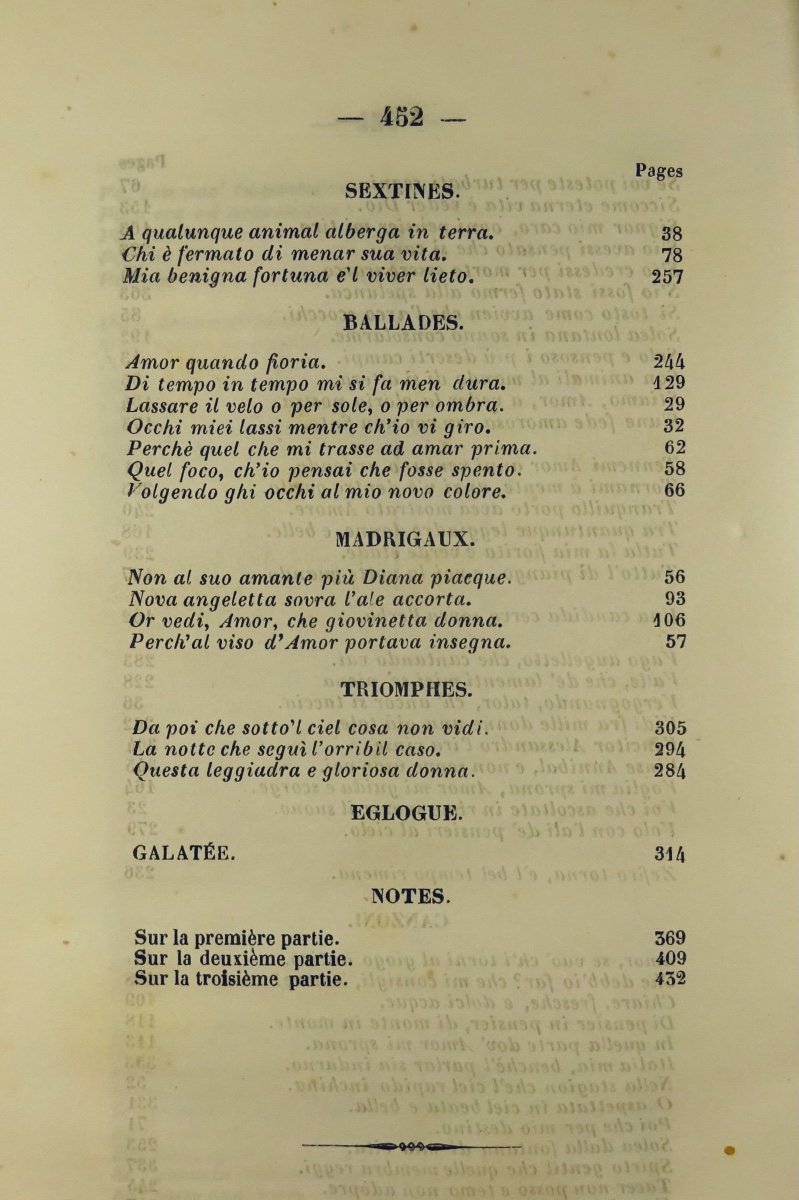 — 452 —
Pages
SEXTINES.
A qualunque animal alberga in terra. 38
Chi è fermato di menar sua vita. 78
Mia benigna fortuna e'l viver lieto. 257
BALLADES.
Amor quando fioria. 244
Di tempo in tempo mi si fa men dura. 129
Lassare il velo o per sole, o per ombra. 29
Occhi miei lassi mentre ch'io vi giro. 32
Perchè quel che mi trasse ad amar prima. 62
Quel foco, ch'io pensai che fosse spento. 58
Volgendo ghi occhi al mio novo colore. 66
MADRIGAUX.
Non al suo amante più Diana piacque. 56
Nova angeletta sovra l'ale accorta. 93
Or vedi, Amor, che giovinetta donna. 106
Perch'al viso d'Amor portava insegna. 57
TRIOMPHES.
Da poi che sotto'l ciel cosa non vidi. 305
La notte che seguì l'orribil caso. 294
Questa leggiadra e gloriosa donna. 284
EGLOGUE.
GALATÉE. 314
NOTES.
Sur la première partie. 369
Sur la deuxième partie. 409
Sur la troisième partie. 432